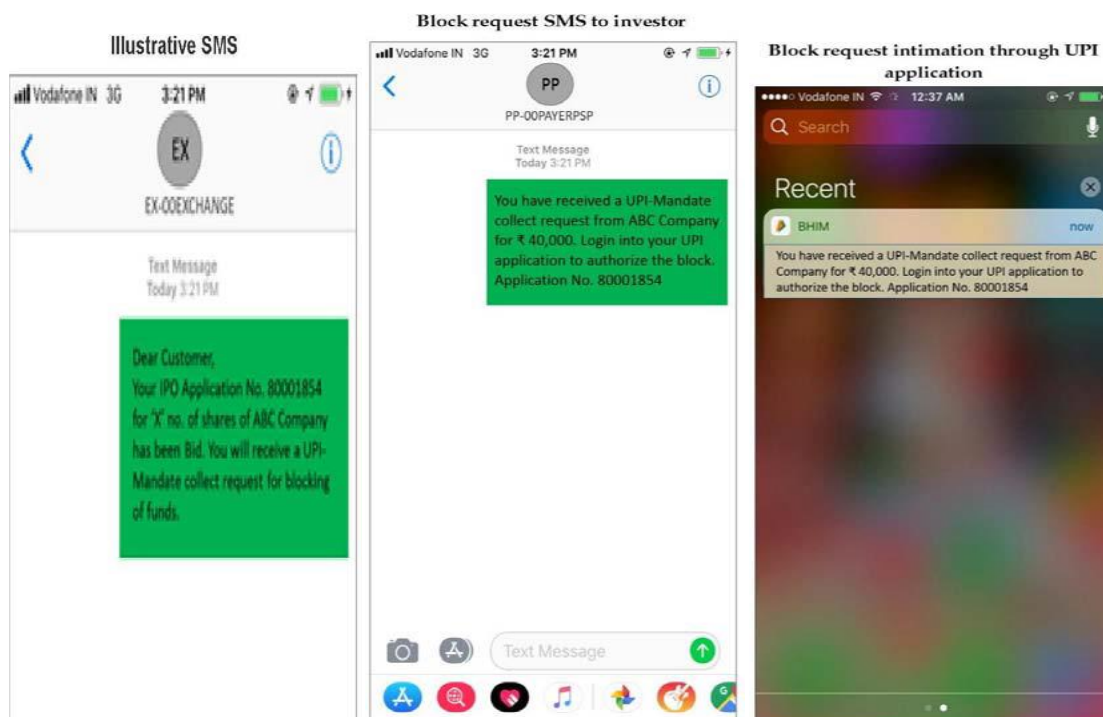 Illustrative SMS
Vodafone IN 3G 3:21 PM
EX
EX-OOEXCHANGE
Text Message
Today 3:21 PM
Dear Customer,
Your IPO Application No. 80001854
for 'X' no. of shares of ABC Company
has been Bid. You will receive a UPI-
Mandate collect request for blocking
of funds.
Block request SMS to investor
Vodafone IN 3G 3:21 PM
PP
PP-OOPAYERPSP
Text Message
Today 3:21 PM
You have received a UPI-Mandate
collect request from ABC Company
for ₹ 40,000. Login into your UPI
application to authorize the block.
Application No. 80001854
Text Message
Block request intimation through UPI
application
Vodafone IN 12:37 AM
Search
Recent
BHIM now
You have received a UPI-Mandate collect request from ABC
Company for ₹ 40,000. Login into your UPI application to
authorize the block. Application No. 80001854